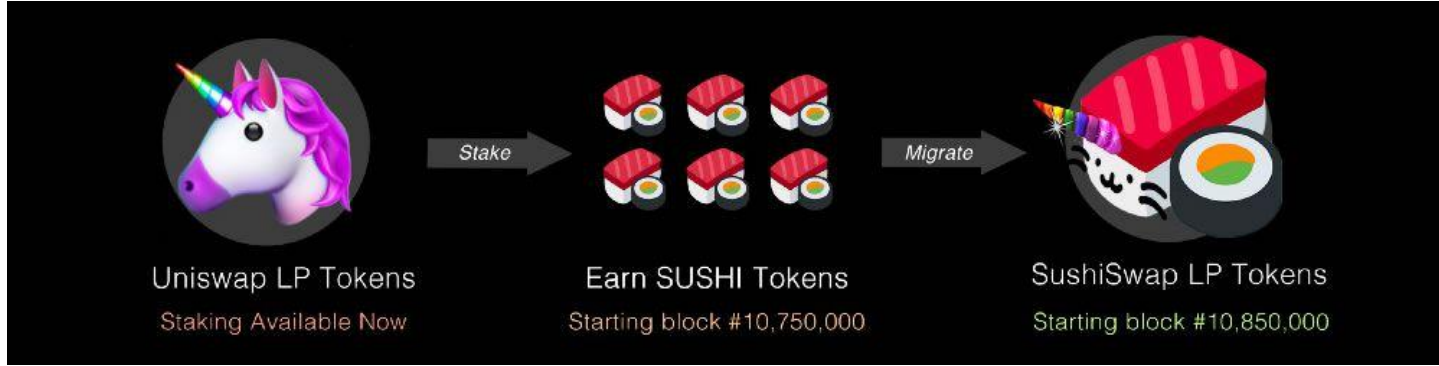 Stake
Migrate
Uniswap LP Tokens
Earn SUSHI Tokens
SushiSwap LP Tokens
Staking Available Now
Starting block #10,750,000
Starting block #10,850,000